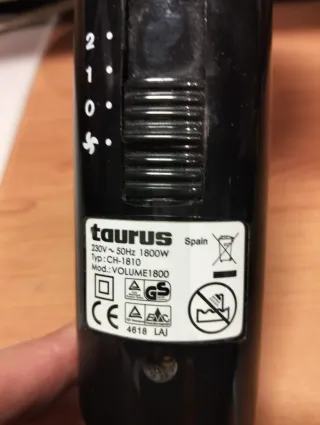 2
1
0
taurus Spain
230V ~ 50Hz 1800W
Typ: CH-1810
Mod.: VOLUME1800
GS
CE
4618 LAJ